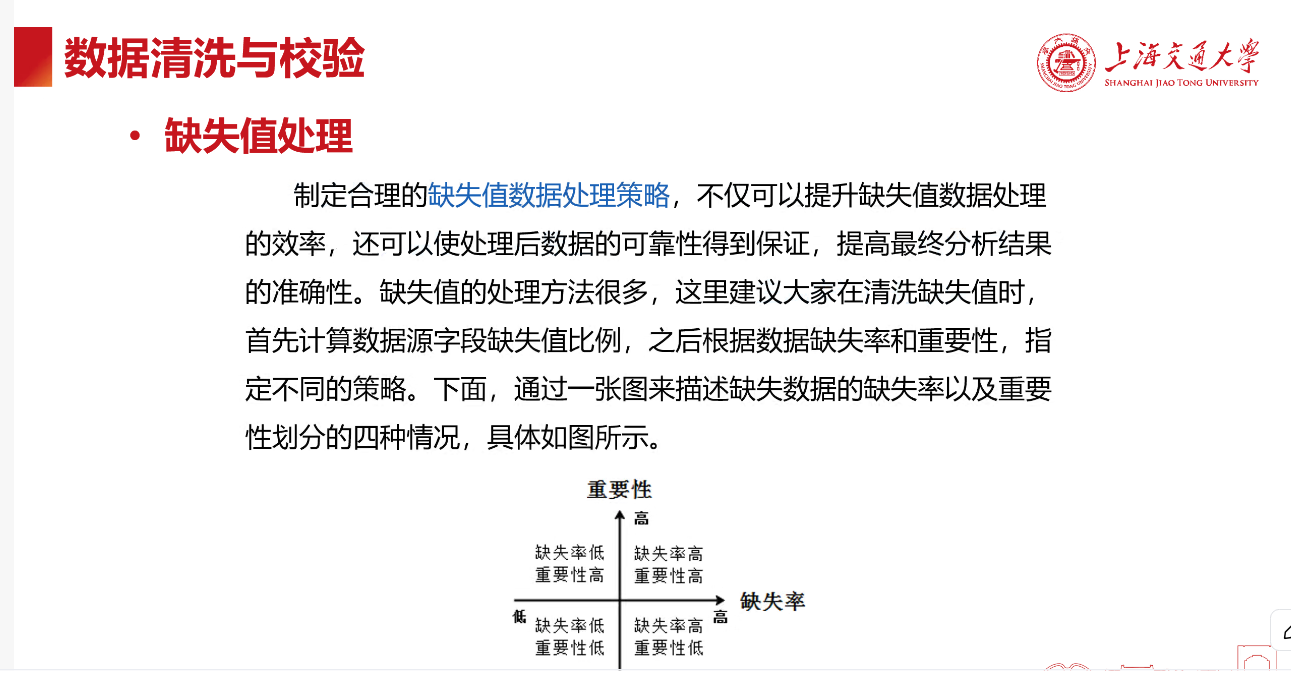 数据清洗与校验
上海交通大学
SHANGHAI JIAO TONG UNIVERSITY
• 缺失值处理
制定合理的缺失值数据处理策略，不仅可以提升缺失值数据处理
的效率，还可以使处理后数据的可靠性得到保证，提高最终分析结果
的准确性。缺失值的处理方法很多，这里建议大家在清洗缺失值时，
首先计算数据源字段缺失值比例，之后根据数据缺失率和重要性，指
定不同的策略。下面，通过一张图来描述缺失数据的缺失率以及重要
性划分的四种情况，具体如图所示。
重要性
高
缺失率低
重要性高
缺失率高
重要性高
缺失率
低
高
缺失率低
重要性低
缺失率高
重要性低